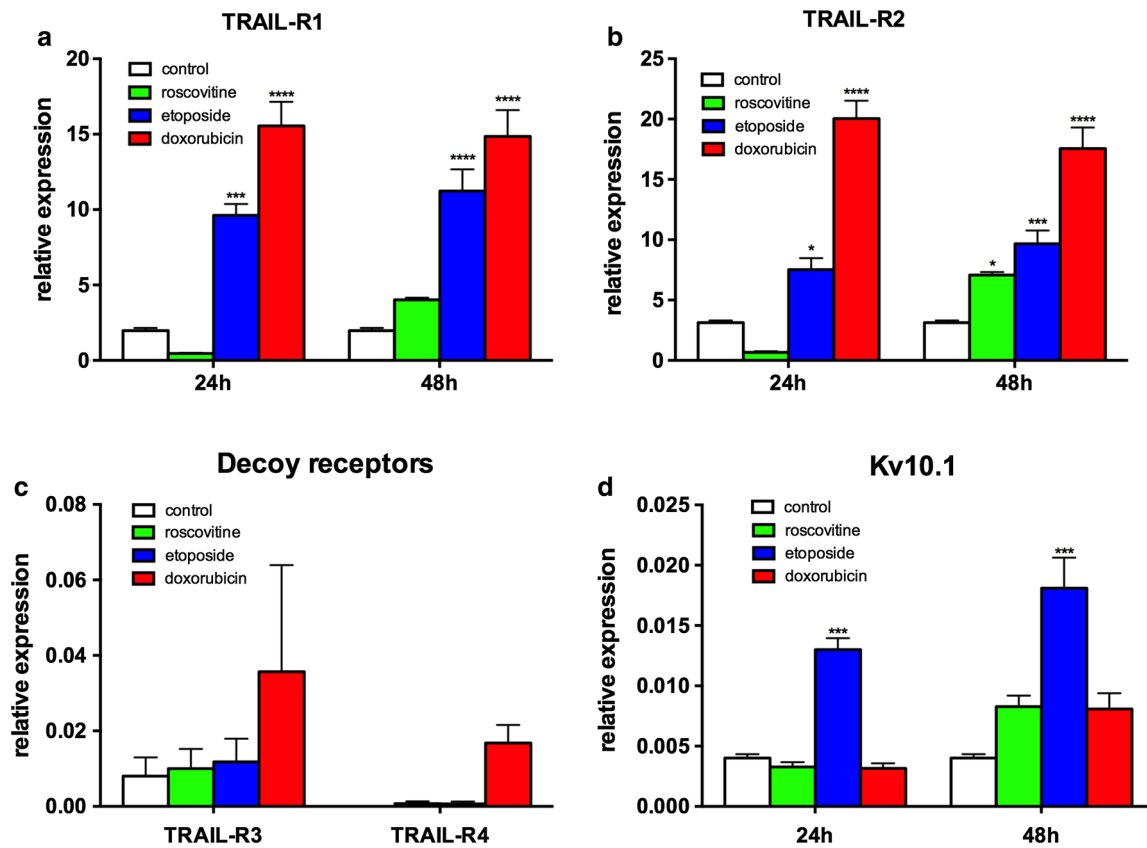 a
TRAIL-R1
relative expression
20
15
10
5
0
control
roscovitine
etoposide
doxorubicin
***
****
****
****
24h
48h
b
TRAIL-R2
relative expression
25
20
15
10
5
0
control
roscovitine
etoposide
doxorubicin
*
****
*
***
****
24h
48h
c
Decoy receptors
relative expression
0.08
0.06
0.04
0.02
0.00
control
roscovitine
etoposide
doxorubicin
TRAIL-R3
TRAIL-R4
d
Kv10.1
relative expression
0.025
0.020
0.015
0.010
0.005
0.000
control
roscovitine
etoposide
doxorubicin
***
***
24h
48h